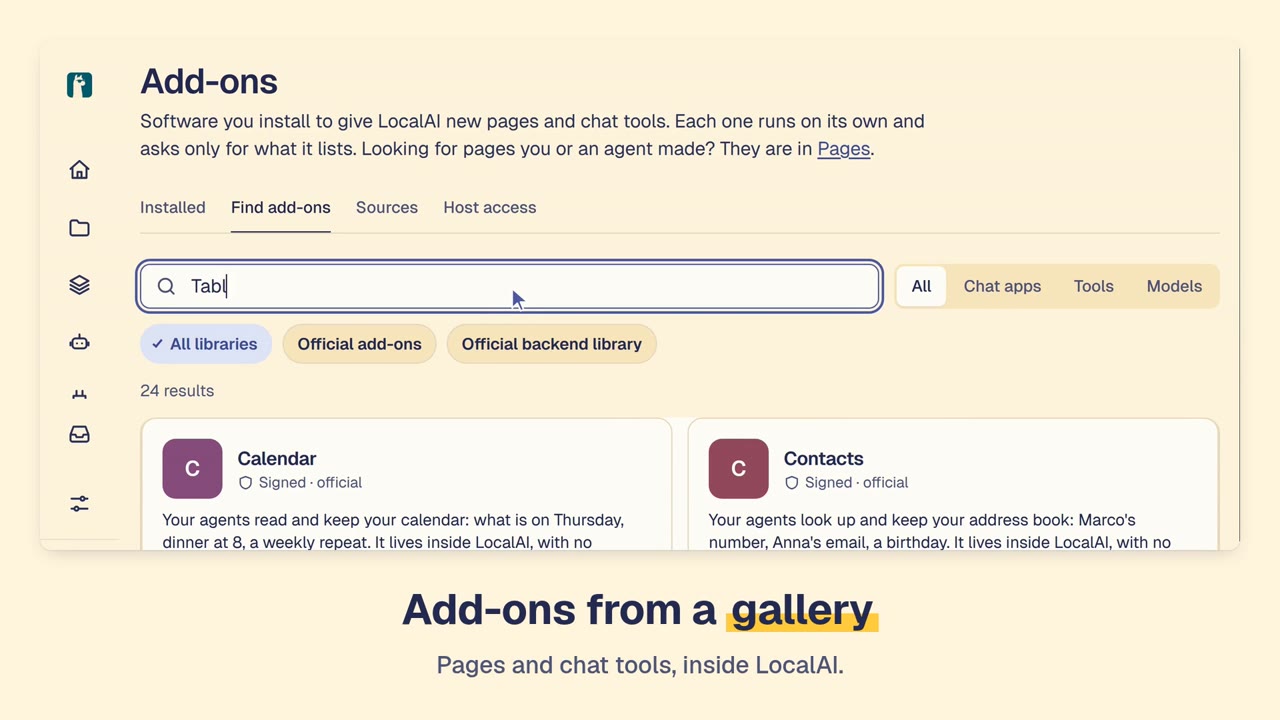 Add-ons
Software you install to give LocalAI new pages and chat tools. Each one runs on its own and
asks only for what it lists. Looking for pages you or an agent made? They are in Pages.
Installed Find add-ons Sources Host access
Tabl
All Chat apps Tools Models
✓ All libraries Official add-ons Official backend library
24 results
C
Calendar
Signed · official
Your agents read and keep your calendar: what is on Thursday,
dinner at 8, a weekly repeat. It lives inside LocalAI, with no
C
Contacts
Signed · official
Your agents look up and keep your address book: Marco's
number, Anna's email, a birthday. It lives inside LocalAI, with no
Add-ons from a gallery
Pages and chat tools, inside LocalAI.